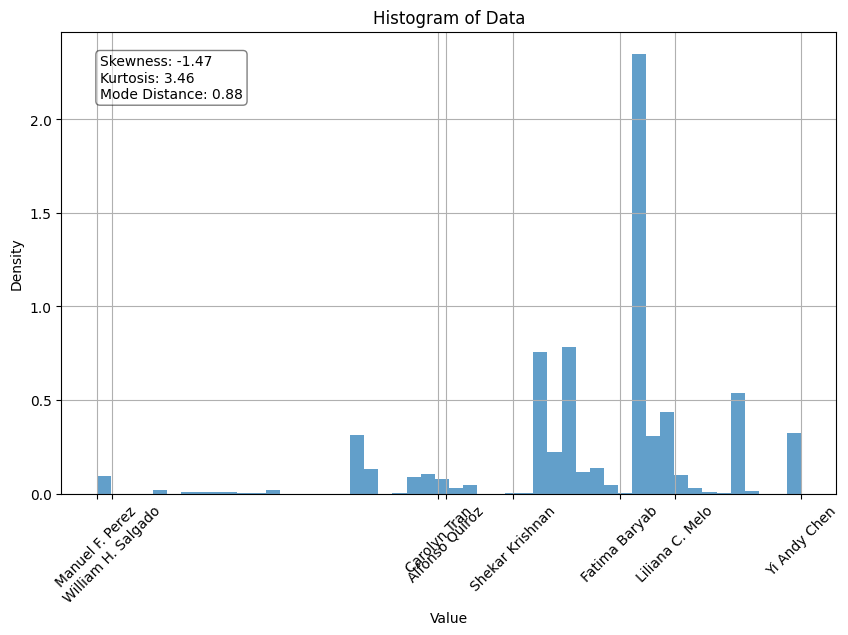 Histogram of Data
Skewness: -1.47
Kurtosis: 3.46
Mode Distance: 0.88
Density
2.0
1.5
1.0
0.5
0.0
Manuel F. Perez
William H. Salgado
Carolyn Tran
Alfonso Quiroz
Shekar Krishnan
Fatima Baryab
Liliana C. Melo
Yi Andy Chen
Value